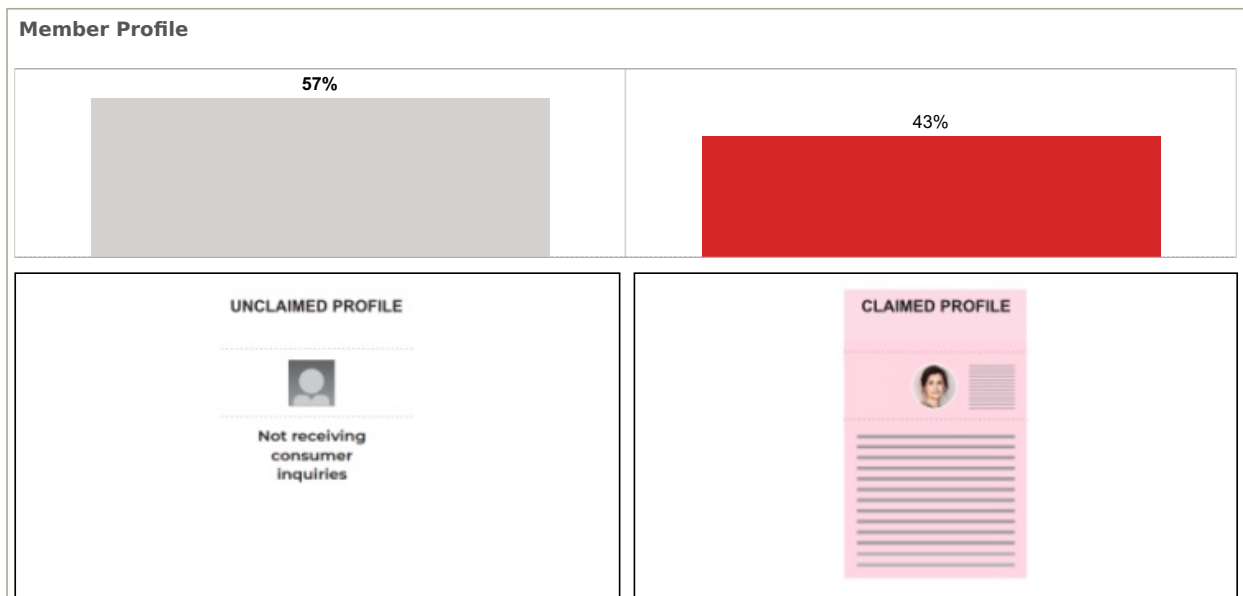 Member Profile
57%
43%
UNCLAIMED PROFILE
Not receiving
consumer
inquiries
CLAIMED PROFILE